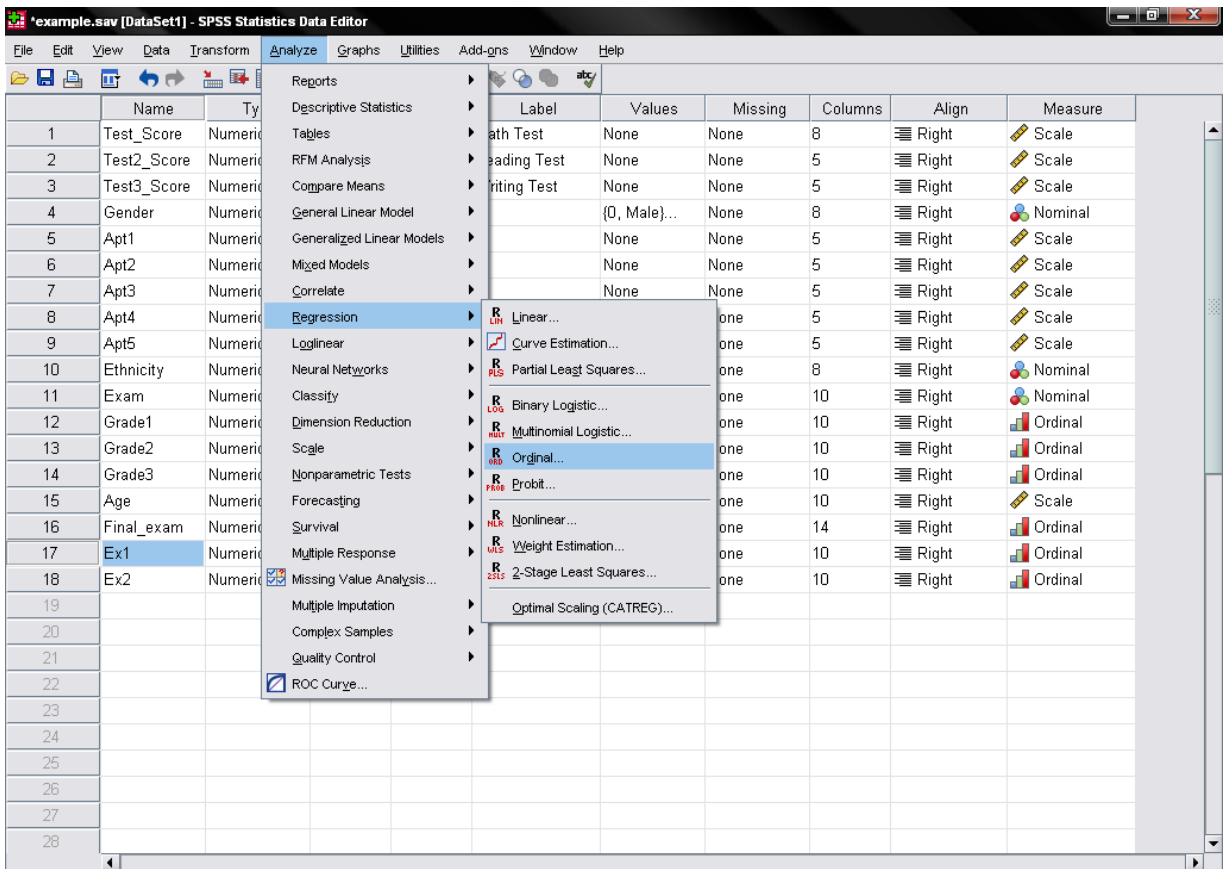 *example.sav [DataSet1] - SPSS Statistics Data Editor
File Edit View Data Transform Analyze Graphs Utilities Add-ons Window Help
Name Ty Label Values Missing Columns Align Measure
1 Test_Score Numeric ath Test None None 8 Right Scale
2 Test2_Score Numeric eading Test None None 5 Right Scale
3 Test3_Score Numeric riting Test None None 5 Right Scale
4 Gender Numeric {0, Male}... None 8 Right Nominal
5 Apt1 Numeric None None 5 Right Scale
6 Apt2 Numeric None None 5 Right Scale
7 Apt3 Numeric None None 5 Right Scale
8 Apt4 Numeric one 5 Right Scale
9 Apt5 Numeric one 5 Right Scale
10 Ethnicity Numeric one 8 Right Nominal
11 Exam Numeric one 10 Right Nominal
12 Grade1 Numeric one 10 Right Ordinal
13 Grade2 Numeric one 10 Right Ordinal
14 Grade3 Numeric one 10 Right Ordinal
15 Age Numeric one 10 Right Scale
16 Final_exam Numeric one 14 Right Ordinal
17 Ex1 Numeric one 10 Right Ordinal
18 Ex2 Numeric one 10 Right Ordinal
19
20
21
22
23
24
25
26
27
28
Reports
Descriptive Statistics
Tables
RFM Analysis
Compare Means
General Linear Model
Generalized Linear Models
Mixed Models
Correlate
Regression
Loglinear
Neural Networks
Classify
Dimension Reduction
Scale
Nonparametric Tests
Forecasting
Survival
Multiple Response
Missing Value Analysis...
Multiple Imputation
Complex Samples
Quality Control
ROC Curve...
R LIN Linear...
Curve Estimation...
R PLS Partial Least Squares...
R LOG Binary Logistic...
R MULT Multinomial Logistic...
R ORD Ordinal...
R PROB Probit...
R NLR Nonlinear...
R WLS Weight Estimation...
R 2SLS 2-Stage Least Squares...
Optimal Scaling (CATREG)...